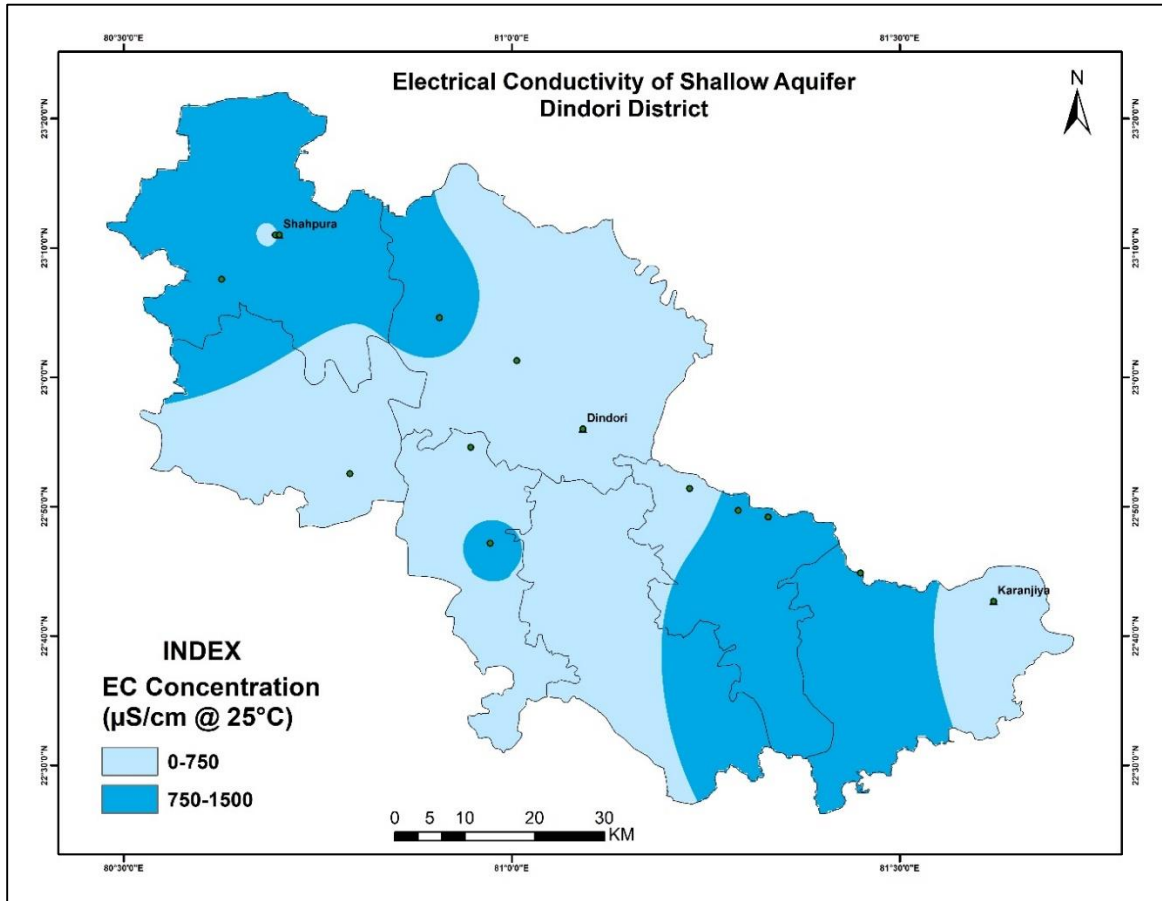 80°30'0"E
81°0'0"E
81°30'0"E
Electrical Conductivity of Shallow Aquifer
Dindori District
N
23°20'0"N
23°20'0"N
Shahpura
23°10'0"N
23°10'0"N
23°0'0"N
23°0'0"N
Dindori
22°50'0"N
22°50'0"N
Karanjiya
22°40'0"N
22°40'0"N
INDEX
EC Concentration
(µS/cm @ 25°C)
0-750
750-1500
22°30'0"N
22°30'0"N
0 5 10 20 30
KM
80°30'0"E
81°0'0"E
81°30'0"E